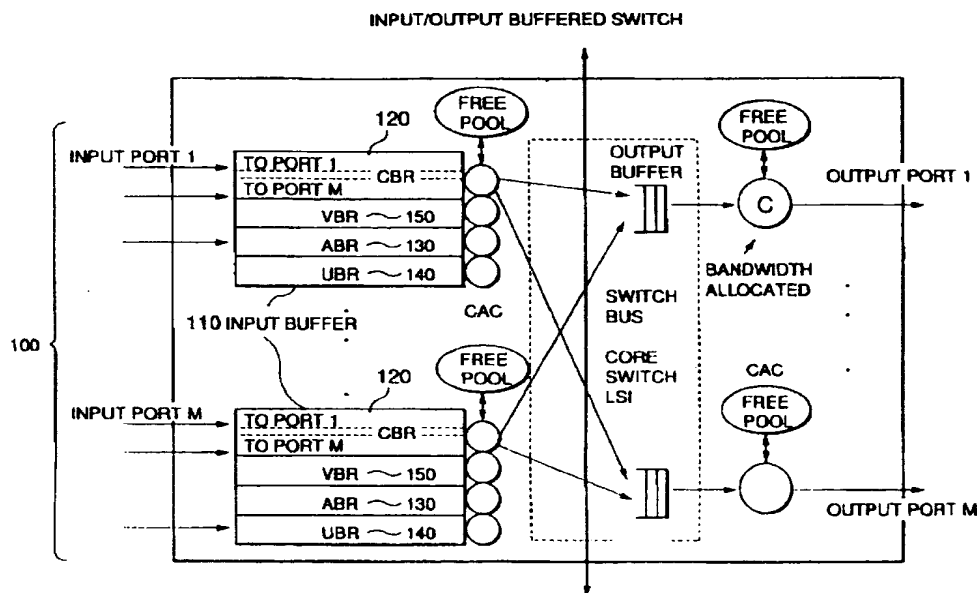 INPUT/OUTPUT BUFFERED SWITCH
100
INPUT PORT 1
120
FREE
POOL
TO PORT 1
CBR
TO PORT M
VBR 150
ABR 130
UBR 140
CAC
110 INPUT BUFFER
OUTPUT
BUFFER
FREE
POOL
C
OUTPUT PORT 1
BANDWIDTH
ALLOCATED
SWITCH
BUS
CORE
SWITCH
LSI
INPUT PORT M
120
FREE
POOL
TO PORT 1
CBR
TO PORT M
VBR 150
ABR 130
UBR 140
CAC
FREE
POOL
OUTPUT PORT M